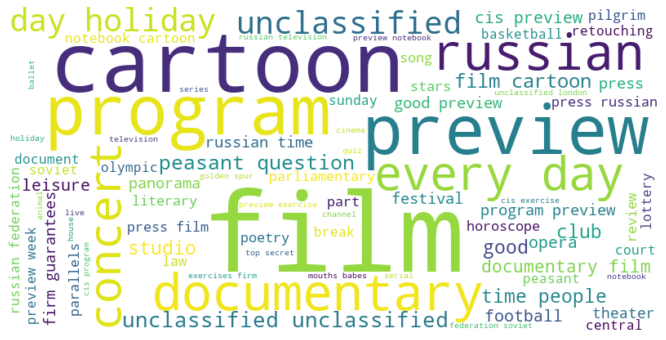 day holiday
unclassified
cis preview
pilgrim
notebook cartoon
russian television
preview notebook
basketball
retouching
cartoon
russian
song
ballet
series
stars
film cartoon
press
unclassified london
program
sunday
good preview
press russian
preview
holiday
television
russian time
cinema
quiz
document
soviet
olympic
peasant question
parliamentary
every day
golden spur
leisure
panorama
literary
preview exercise
part
festival
cis exercise
program preview
review
lottery
russian federation
preview week
firm guarantees
animal
live
house
parallels
cis program
concert
press film
film
channel
poetry
break
horoscope
club
studio
top secret
good
opera
court
law
documentary film
exercises firm
mouths babes
serial
peasant
notebook
documentary
time people
unclassified unclassified
football
theater
federation soviet
central